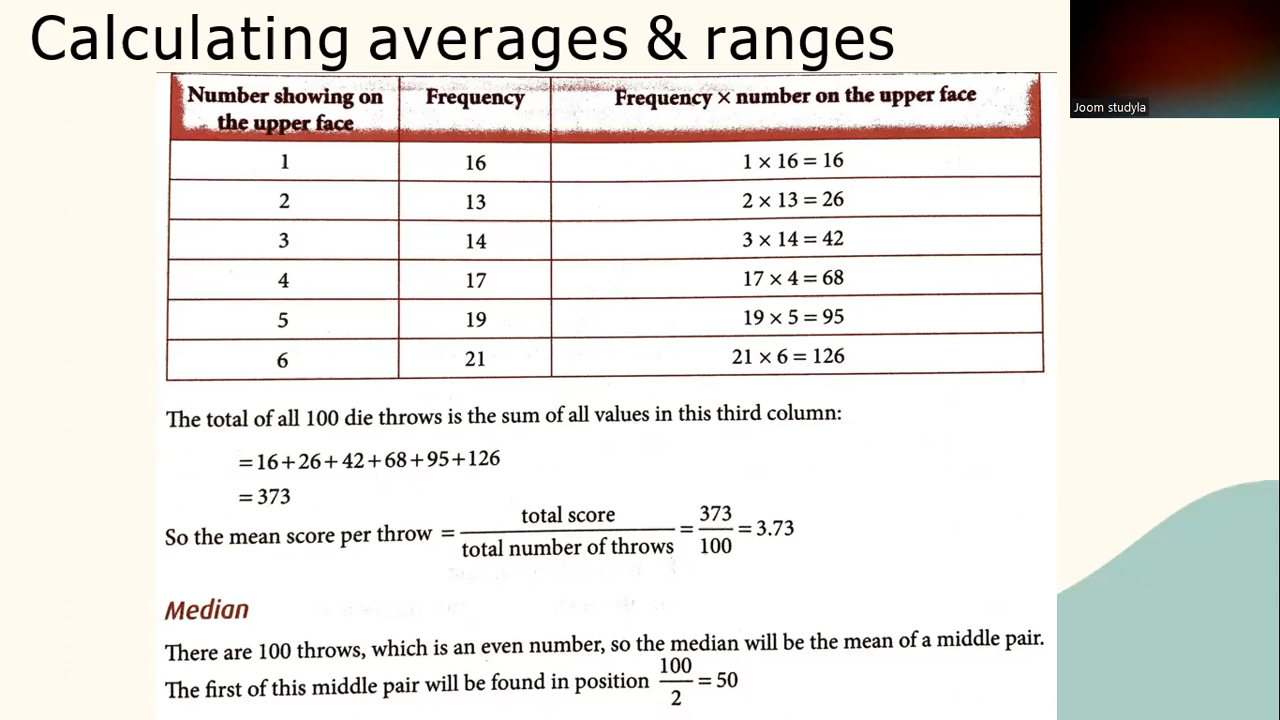 Calculating averages & ranges
Joom studyla
Number showing on the upper face | Frequency | Frequency × number on the upper face
1 | 16 | 1 × 16 = 16
2 | 13 | 2 × 13 = 26
3 | 14 | 3 × 14 = 42
4 | 17 | 17 × 4 = 68
5 | 19 | 19 × 5 = 95
6 | 21 | 21 × 6 = 126
The total of all 100 die throws is the sum of all values in this third column:
= 16 + 26 + 42 + 68 + 95 + 126
= 373
So the mean score per throw = total score / total number of throws = 373 / 100 = 3.73
Median
There are 100 throws, which is an even number, so the median will be the mean of a middle pair.
The first of this middle pair will be found in position 100 / 2 = 50